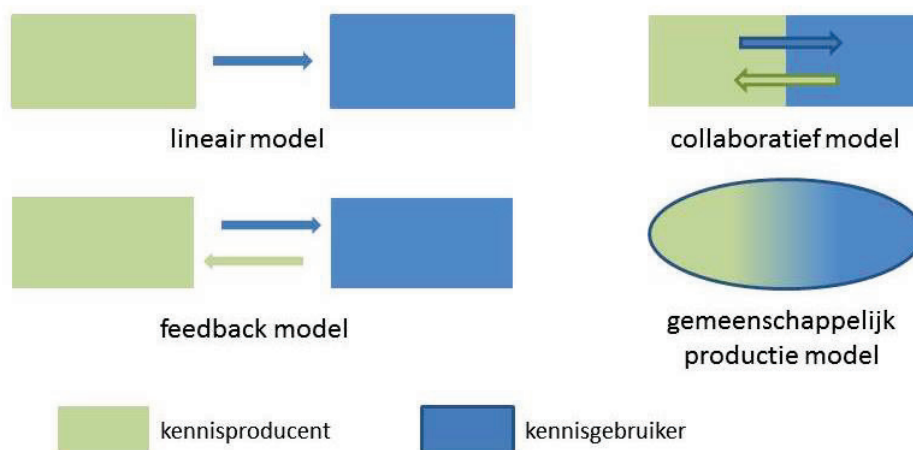 lineair model
collaboratief model
feedback model
gemeenschappelijk
productie model
kennisproducent
kennisgebruiker